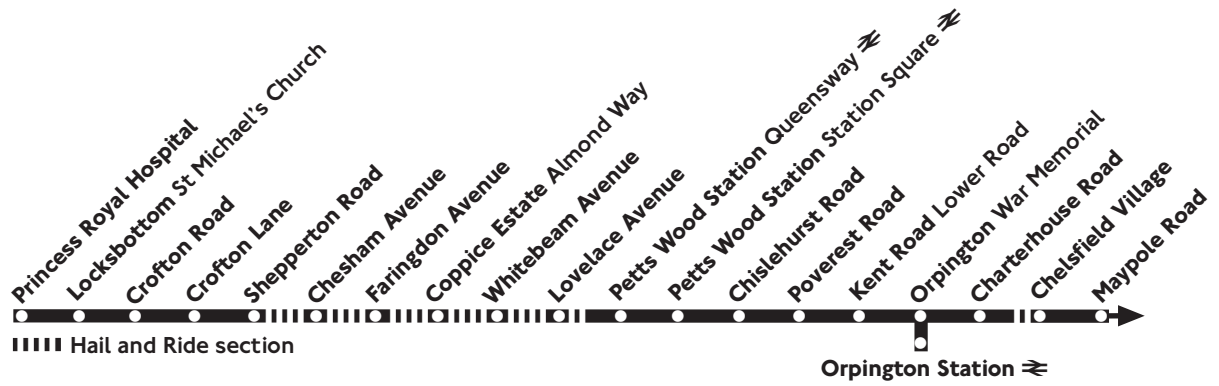 Princess Royal Hospital
Locksbottom St Michael's Church
Crofton Road
Crofton Lane
Shepperton Road
Chesham Avenue
Faringdon Avenue
Coppice Estate Almond Way
Whitebeam Avenue
Lovelace Avenue
Petts Wood Station Queensway
Petts Wood Station Station Square
Chislehurst Road
Poverest Road
Kent Road Lower Road
Orpington War Memorial
Charterhouse Road
Chelsfield Village
Maypole Road
Hail and Ride section
Orpington Station